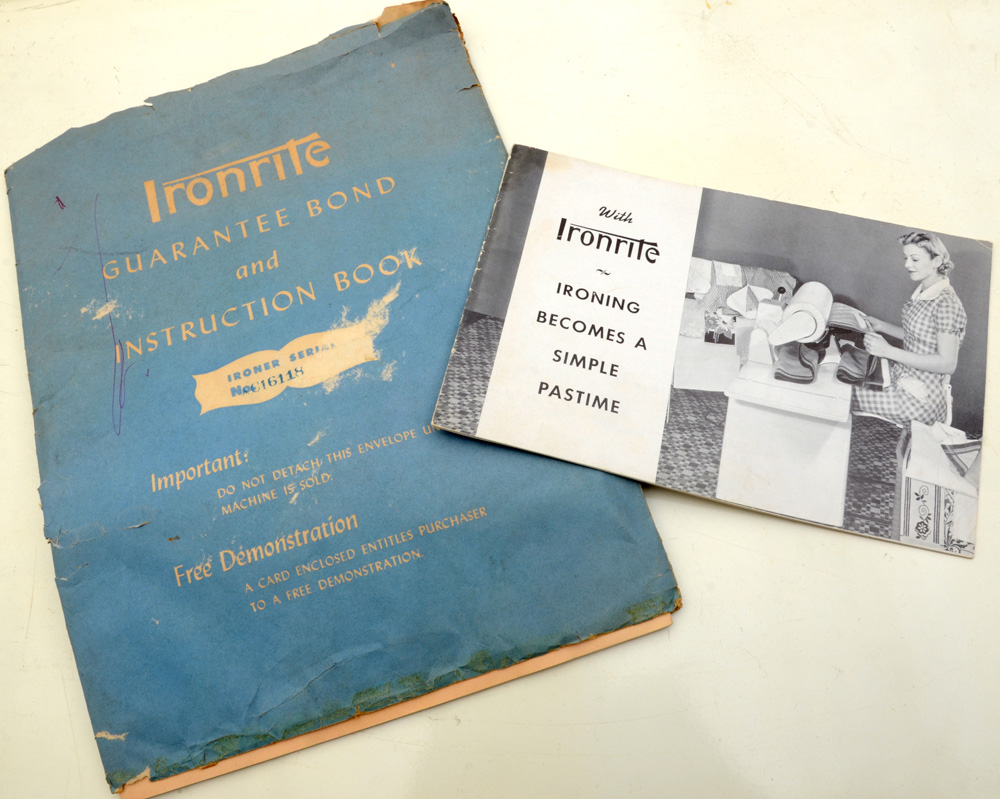 Ironrite
GUARANTEE BOND
and
INSTRUCTION BOOK
IRONER SERIAL
No. 616118
Important:
DO NOT DETACH THIS ENVELOPE
MACHINE IS SOLD.
Free Demonstration
A CARD ENCLOSED ENTITLES PURCHASER
TO A FREE DEMONSTRATION.
With
Ironrite
IRONING
BECOMES A
SIMPLE
PASTIME